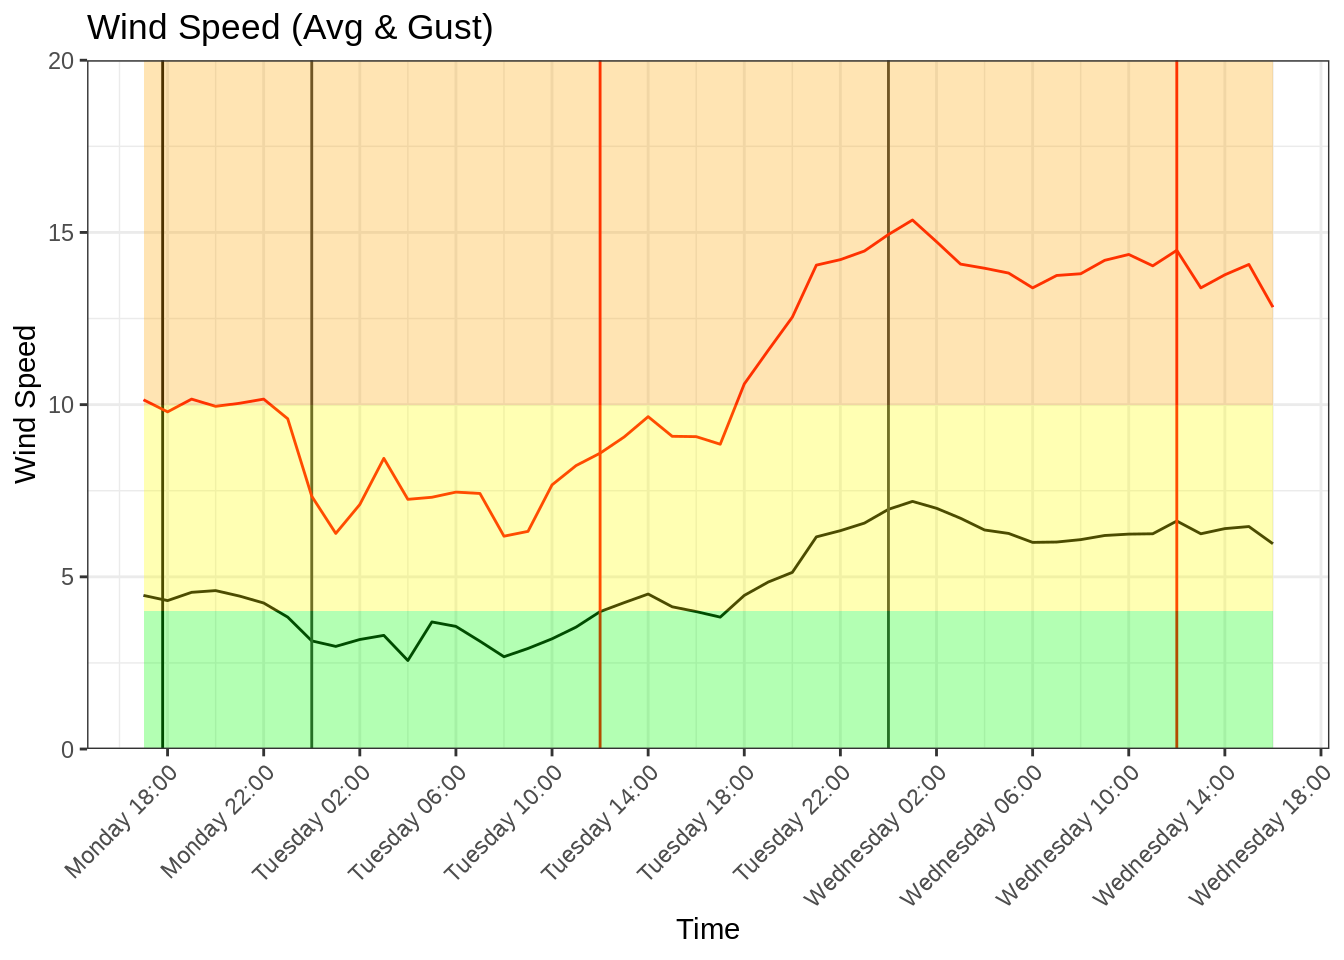 Wind Speed (Avg & Gust)
20
15
10
5
0
Wind Speed
Monday 18:00
Monday 22:00
Tuesday 02:00
Tuesday 06:00
Tuesday 10:00
Tuesday 14:00
Tuesday 18:00
Tuesday 22:00
Wednesday 02:00
Wednesday 06:00
Wednesday 10:00
Wednesday 14:00
Wednesday 18:00
Time